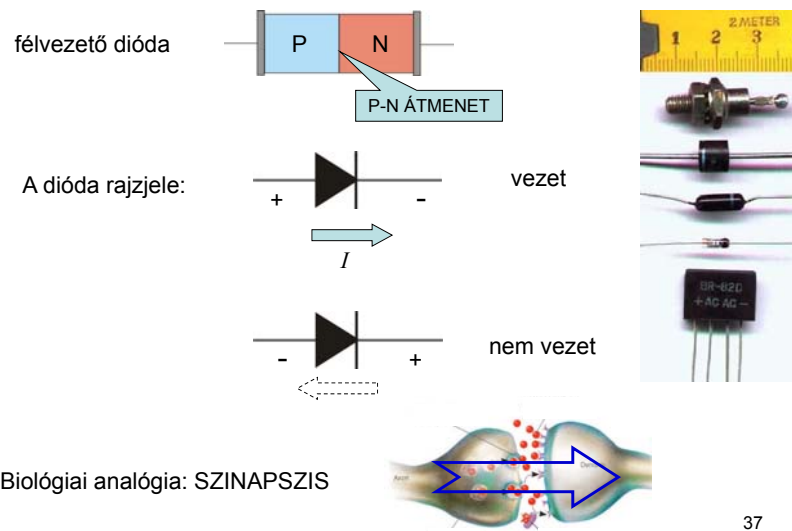 félvezető dióda
P N
P-N ÁTMENET
2 METER
1 2 3
A dióda rajzjele:
vezet
+ -
I
BR-82D
+ AC AC -
nem vezet
- +
Biológiai analógia: SZINAPSZIS
Axon
37